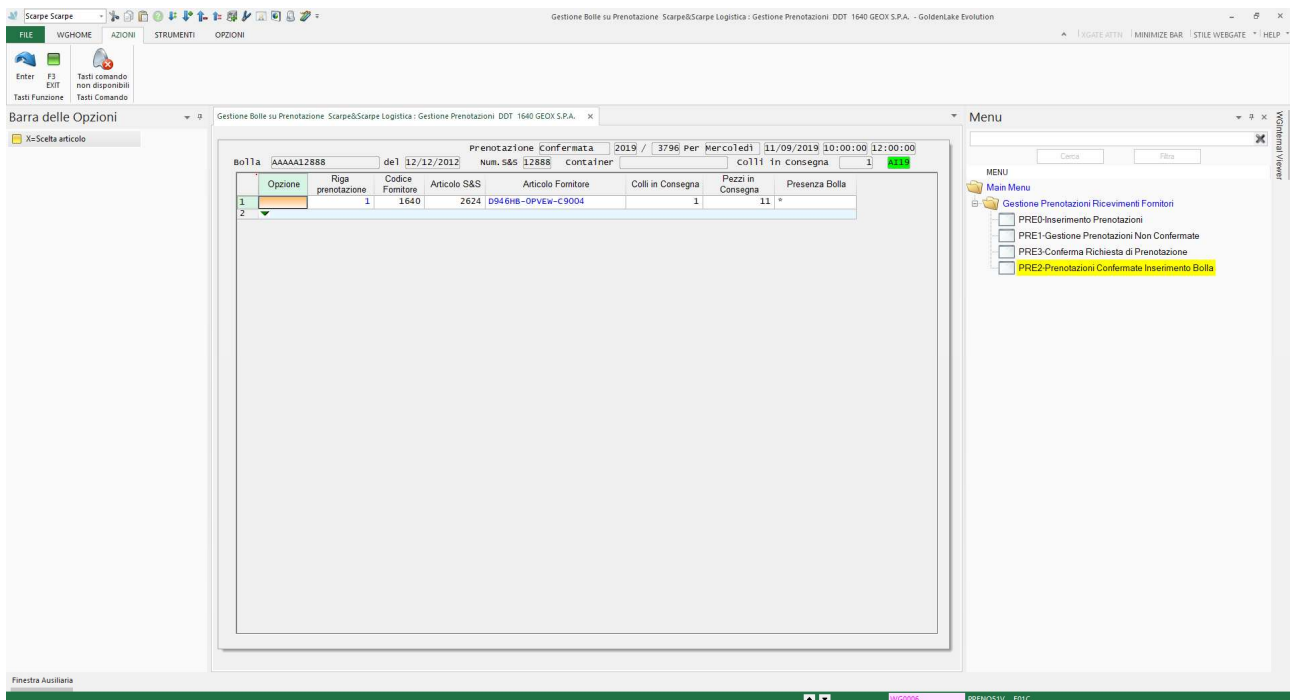 Scarpe Scarpe
Gestione Bolle su Prenotazione Scarpe&Scarpe Logistica : Gestione Prenotazioni DDT 1640 GEOX S.P.A. - GoldenLake Evolution
FILE WGHOME AZIONI STRUMENTI OPZIONI
XGATE ATTN MINIMIZE BAR STILE WEBGATE HELP
Enter F3 EXIT Tasti comando non disponibili
Tasti Funzione Tasti Comando
Barra delle Opzioni
X=Scelta articolo
Gestione Bolle su Prenotazione Scarpe&Scarpe Logistica : Gestione Prenotazioni DDT 1640 GEOX S.P.A. x
Prenotazione Confermata 2019 / 3796 Per Mercoledì 11/09/2019 10:00:00 12:00:00
Bolla AAAAA12888 del 12/12/2012 Num.S&S 12888 Container Colli in Consegna 1 AI19
Opzione Riga prenotazione Codice Fornitore Articolo S&S Articolo Fornitore Colli in Consegna Pezzi in Consegna Presenza Bolla
1 1 1640 2624 D946HB-0PVEW-C9004 1 11 *
2
Menu
Cerca Filtra
MENU
Main Menu
Gestione Prenotazioni Ricevimenti Fornitori
PRE0-Inserimento Prenotazioni
PRE1-Gestione Prenotazioni Non Confermate
PRE3-Conferma Richiesta di Prenotazione
PRE2-Prenotazioni Confermate Inserimento Bolla
WGInternal Viewer
Finestra Ausiliaria
WG0006 PRENO51V F01C